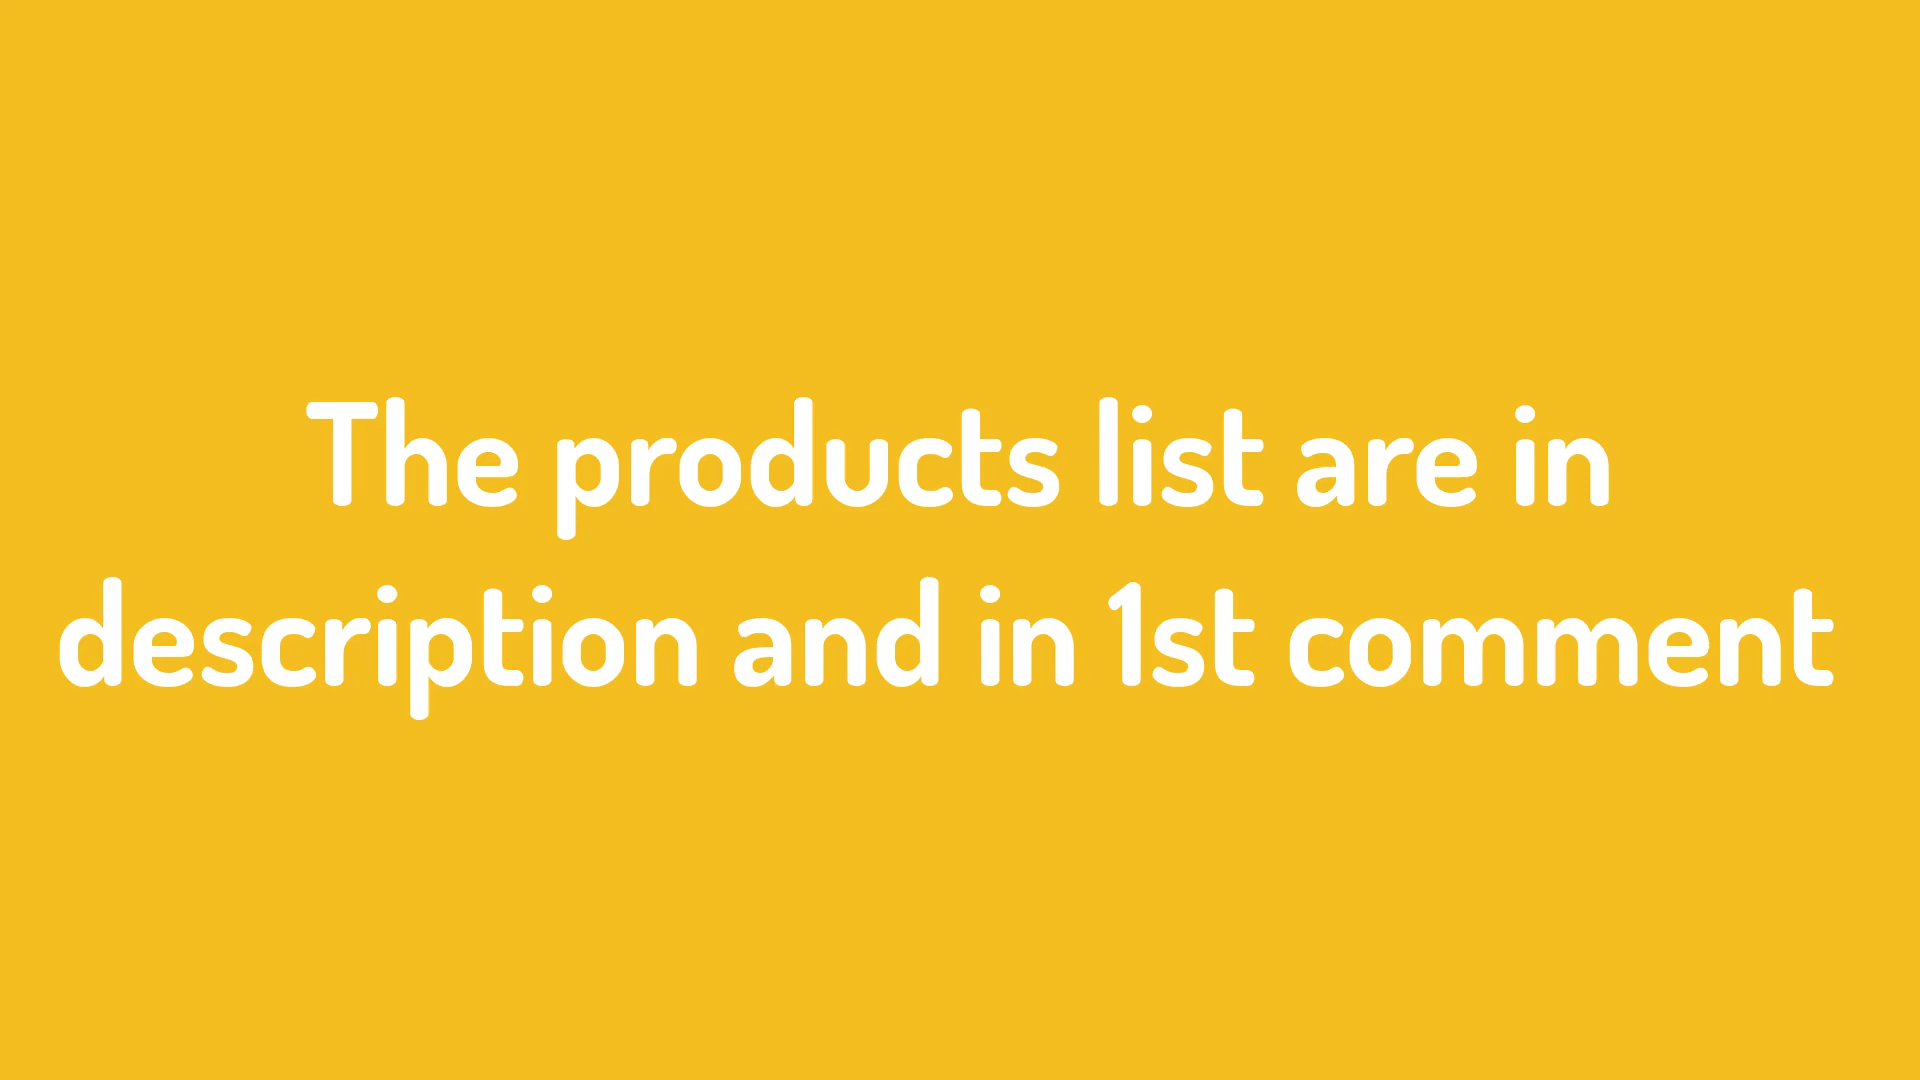 The products list are in
description and in 1st comment